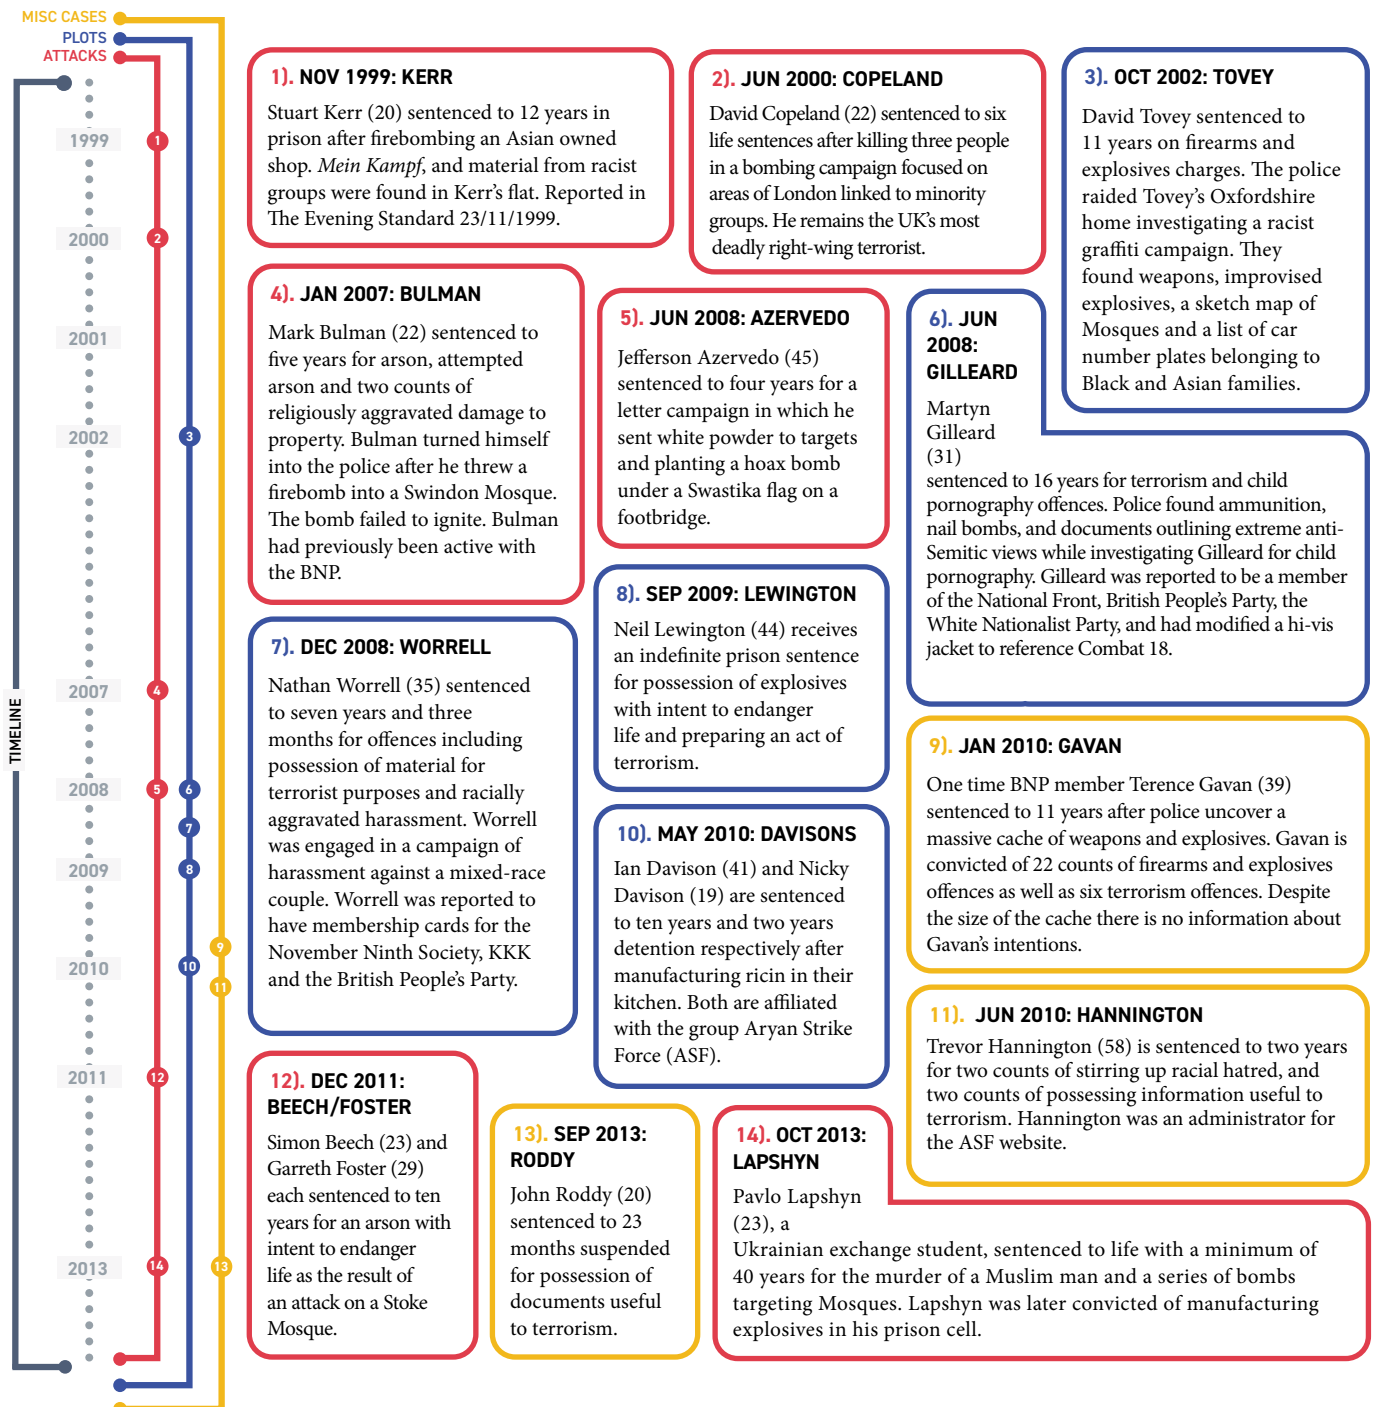 MISC CASES
PLOTS
ATTACKS
TIMELINE
1999
2000
2001
2002
2007
2008
2009
2010
2011
2013
1
2
3
4
5
6
7
8
9
10
11
12
14
13
1). NOV 1999: KERR
Stuart Kerr (20) sentenced to 12 years in
prison after firebombing an Asian owned
shop. Mein Kampf, and material from racist
groups were found in Kerr's flat. Reported in
The Evening Standard 23/11/1999.
2). JUN 2000: COPELAND
David Copeland (22) sentenced to six
life sentences after killing three people
in a bombing campaign focused on
areas of London linked to minority
groups. He remains the UK's most
deadly right-wing terrorist.
3). OCT 2002: TOVEY
David Tovey sentenced to
11 years on firearms and
explosives charges. The police
raided Tovey's Oxfordshire
home investigating a racist
graffiti campaign. They
found weapons, improvised
explosives, a sketch map of
Mosques and a list of car
number plates belonging to
Black and Asian families.
4). JAN 2007: BULMAN
Mark Bulman (22) sentenced to
five years for arson, attempted
arson and two counts of
religiously aggravated damage to
property. Bulman turned himself
into the police after he threw a
firebomb into a Swindon Mosque.
The bomb failed to ignite. Bulman
had previously been active with
the BNP.
5). JUN 2008: AZERVEDO
Jefferson Azervedo (45)
sentenced to four years for a
letter campaign in which he
sent white powder to targets
and planting a hoax bomb
under a Swastika flag on a
footbridge.
6). JUN
2008:
GILLEARD
Martyn
Gilleard
(31)
sentenced to 16 years for terrorism and child
pornography offences. Police found ammunition,
nail bombs, and documents outlining extreme anti-
Semitic views while investigating Gilleard for child
pornography. Gilleard was reported to be a member
of the National Front, British People's Party, the
White Nationalist Party, and had modified a hi-vis
jacket to reference Combat 18.
7). DEC 2008: WORRELL
Nathan Worrell (35) sentenced
to seven years and three
months for offences including
possession of material for
terrorist purposes and racially
aggravated harassment. Worrell
was engaged in a campaign of
harassment against a mixed-race
couple. Worrell was reported to
have membership cards for the
November Ninth Society, KKK
and the British People's Party.
8). SEP 2009: LEWINGTON
Neil Lewington (44) receives
an indefinite prison sentence
for possession of explosives
with intent to endanger
life and preparing an act of
terrorism.
9). JAN 2010: GAVAN
One time BNP member Terence Gavan (39)
sentenced to 11 years after police uncover a
massive cache of weapons and explosives. Gavan is
convicted of 22 counts of firearms and explosives
offences as well as six terrorism offences. Despite
the size of the cache there is no information about
Gavan's intentions.
10). MAY 2010: DAVISONS
Ian Davison (41) and Nicky
Davison (19) are sentenced
to ten years and two years
detention respectively after
manufacturing ricin in their
kitchen. Both are affiliated
with the group Aryan Strike
Force (ASF).
11). JUN 2010: HANNINGTON
Trevor Hannington (58) is sentenced to two years
for two counts of stirring up racial hatred, and
two counts of possessing information useful to
terrorism. Hannington was an administrator for
the ASF website.
12). DEC 2011:
BEECH/FOSTER
Simon Beech (23) and
Garreth Foster (29)
each sentenced to ten
years for an arson with
intent to endanger
life as the result of
an attack on a Stoke
Mosque.
13). SEP 2013:
RODDY
John Roddy (20)
sentenced to 23
months suspended
for possession of
documents useful
to terrorism.
14). OCT 2013:
LAPSHYN
Pavlo Lapshyn
(23), a
Ukrainian exchange student, sentenced to life with a minimum of
40 years for the murder of a Muslim man and a series of bombs
targeting Mosques. Lapshyn was later convicted of manufacturing
explosives in his prison cell.